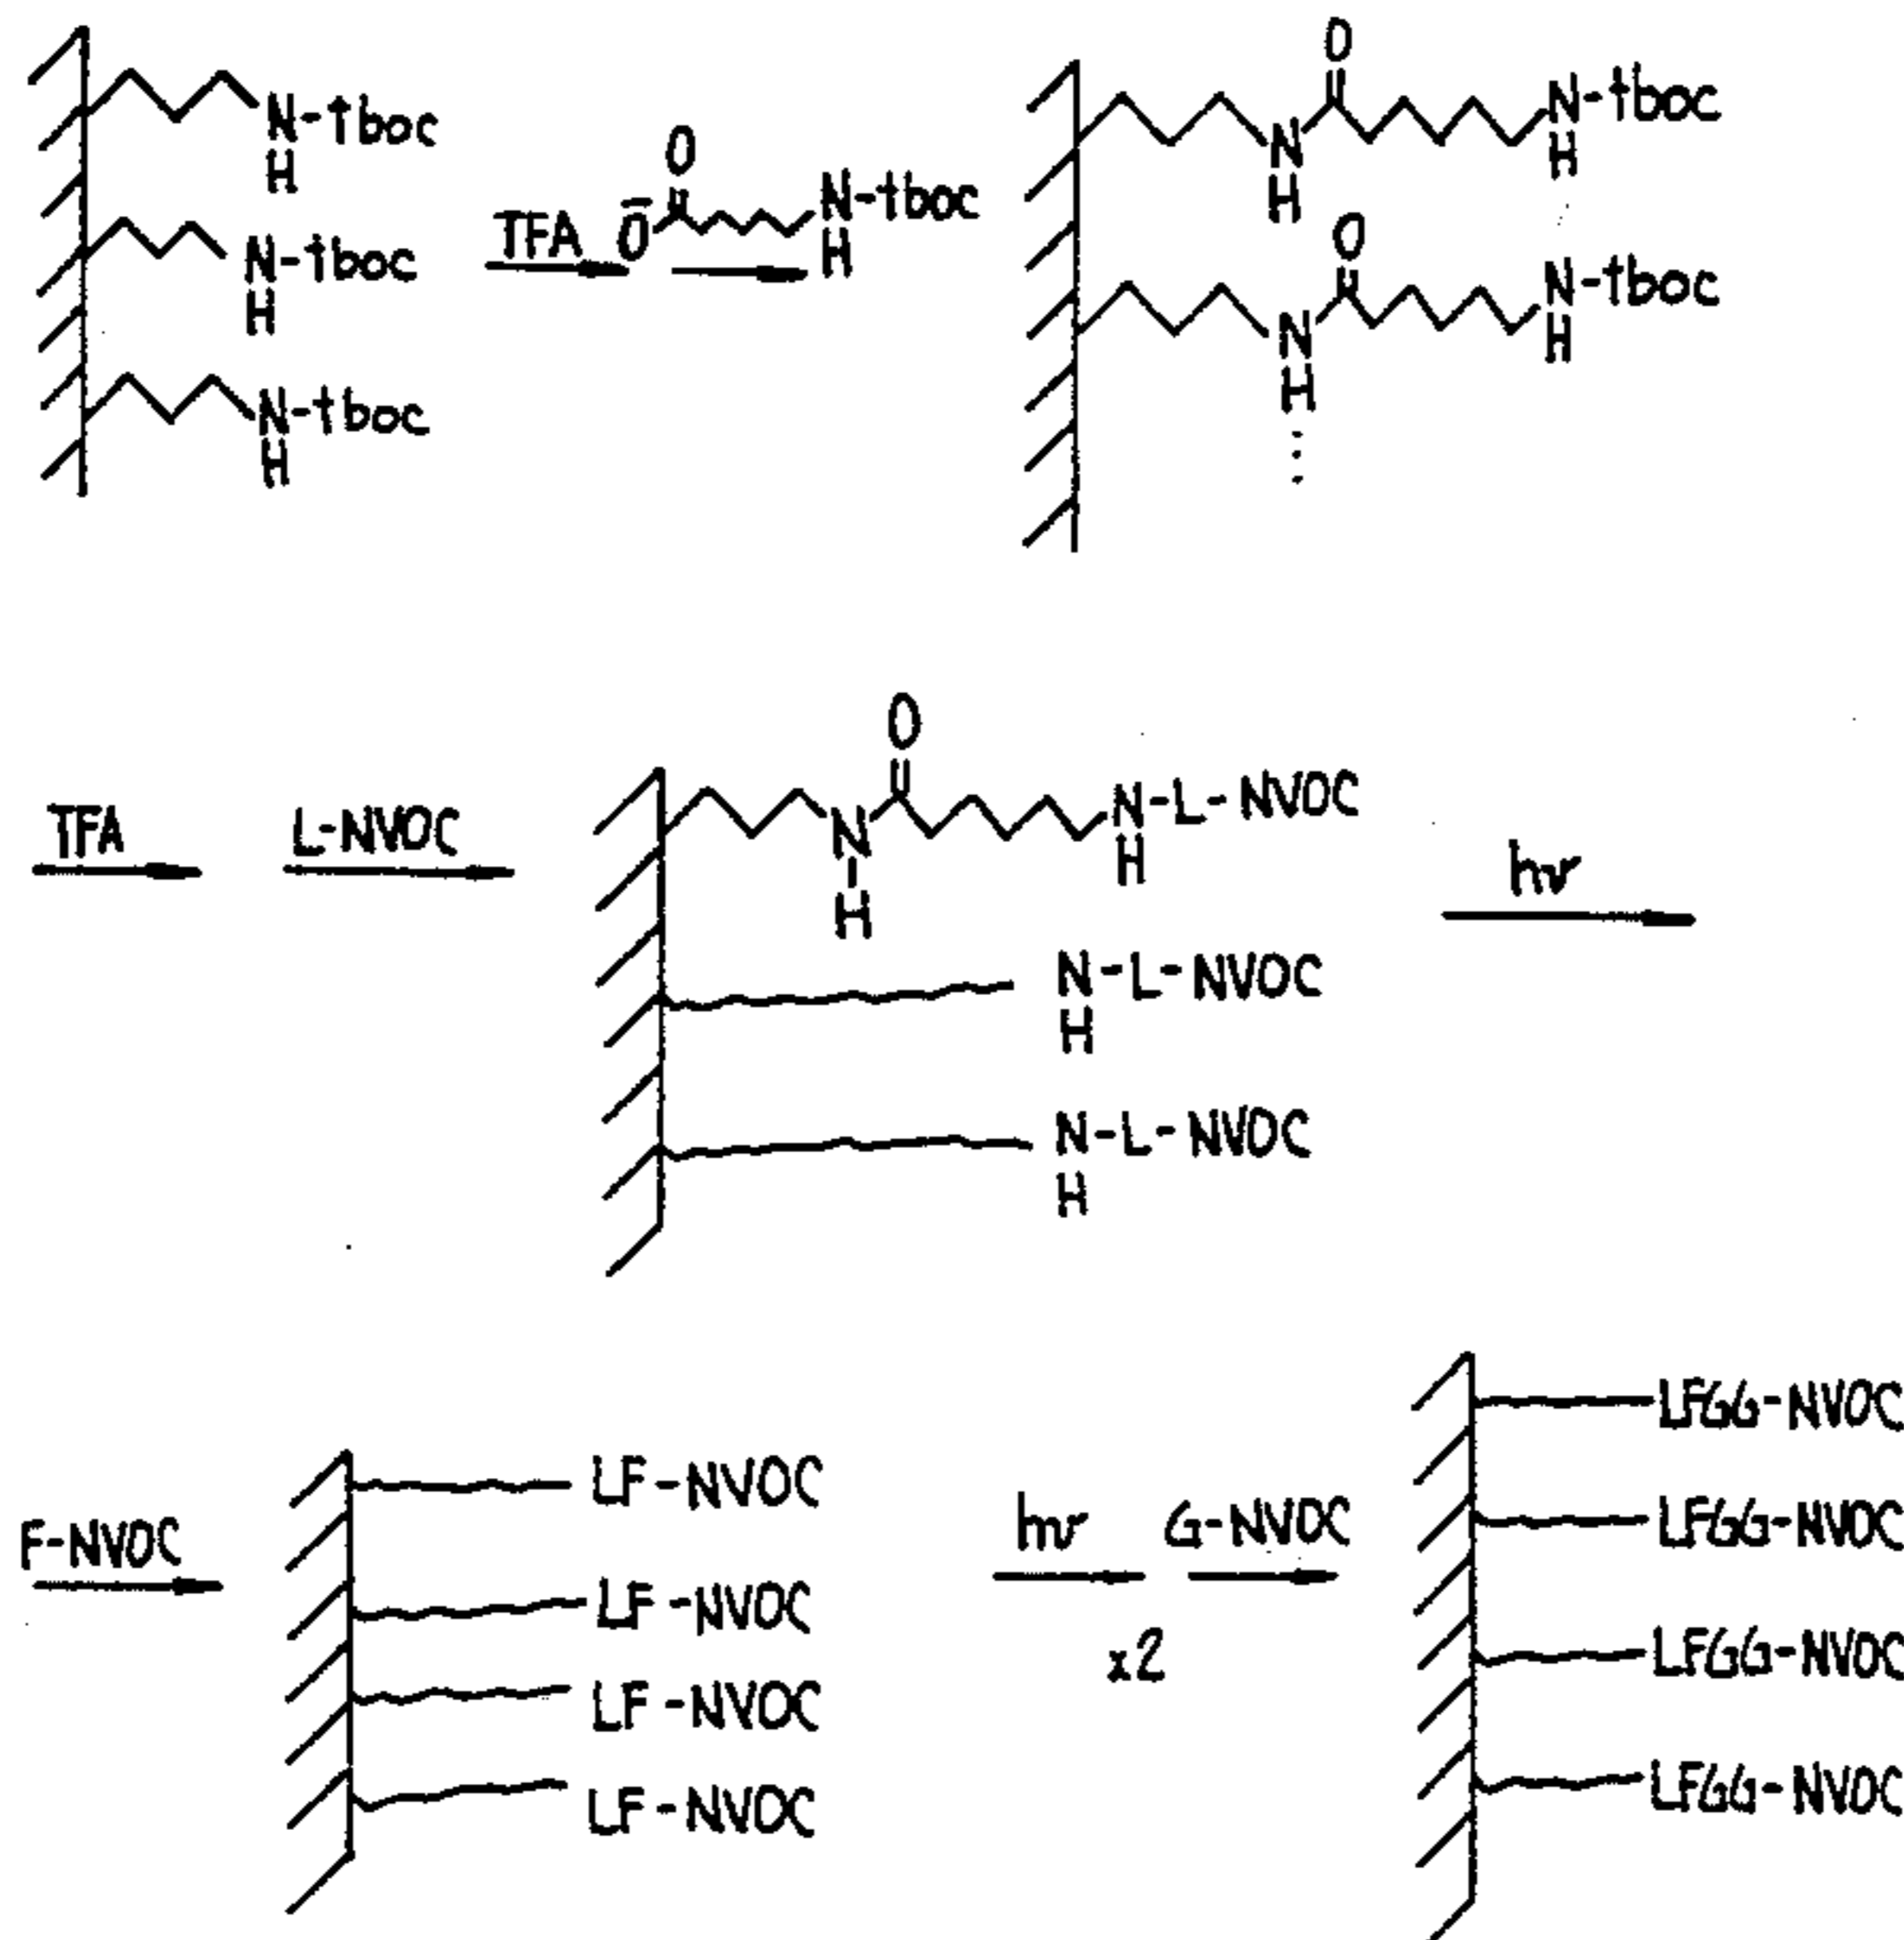 N-tboc
H
N-tboc
H
N-tboc
H
TFA
O
O
N-tboc
H
O
N
H
N-tboc
H
O
N
H
N-tboc
H
TFA
L-NVOC
O
N
H
N-L-NVOC
H
N-L-NVOC
H
N-L-NVOC
H
hν
F-NVOC
LF-NVOC
LF-NVOC
LF-NVOC
LF-NVOC
hν
G-NVOC
x2
LFGG-NVOC
LFGG-NVOC
LFGG-NVOC
LFGG-NVOC